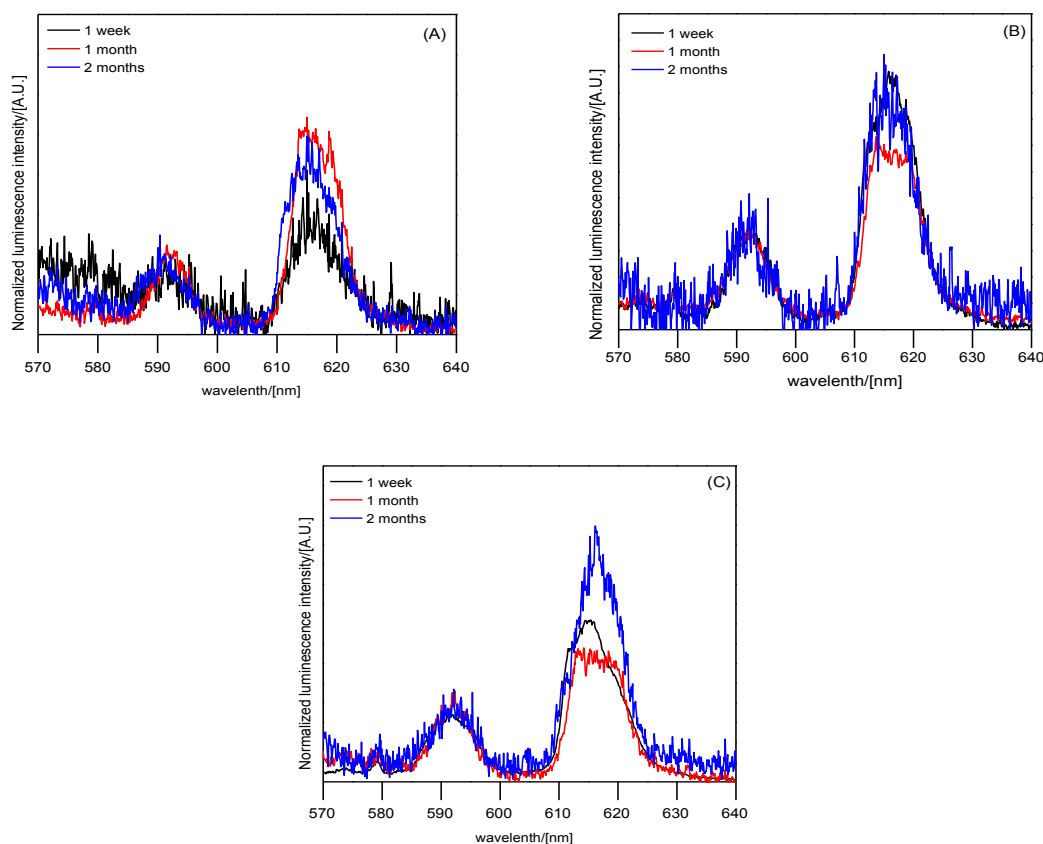 (A)
1 week
1 month
2 months
Normalized luminescence intensity/[A.U.]
570 580 590 600 610 620 630 640
wavelenth/[nm]
(B)
1 week
1 month
2 months
Normalized luminescence intensity/[A.U.]
570 580 590 600 610 620 630 640
wavelenth/[nm]
(C)
1 week
1 month
2 months
Normalized luminescence intensity/[A.U.]
570 580 590 600 610 620 630 640
wavelenth/[nm]